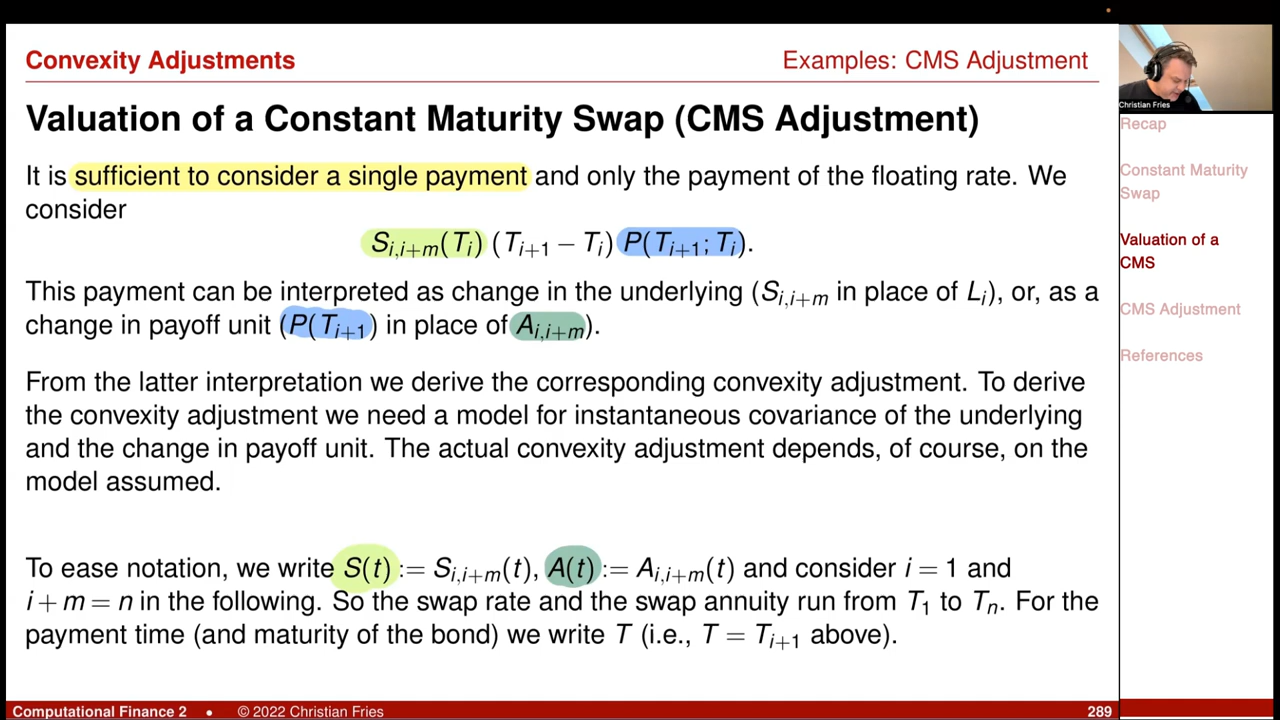 Convexity Adjustments
Examples: CMS Adjustment
Valuation of a Constant Maturity Swap (CMS Adjustment)
It is sufficient to consider a single payment and only the payment of the floating rate. We
consider
S_{i,i+m}(T_i) (T_{i+1} − T_i) P(T_{i+1}; T_i).
This payment can be interpreted as change in the underlying (S_{i,i+m} in place of L_i), or, as a
change in payoff unit (P(T_{i+1}) in place of A_{i,i+m}).
From the latter interpretation we derive the corresponding convexity adjustment. To derive
the convexity adjustment we need a model for instantaneous covariance of the underlying
and the change in payoff unit. The actual convexity adjustment depends, of course, on the
model assumed.
To ease notation, we write S(t) := S_{i,i+m}(t), A(t) := A_{i,i+m}(t) and consider i = 1 and
i + m = n in the following. So the swap rate and the swap annuity run from T_1 to T_n. For the
payment time (and maturity of the bond) we write T (i.e., T = T_{i+1} above).
Christian Fries
Recap
Constant Maturity
Swap
Valuation of a
CMS
CMS Adjustment
References
Computational Finance 2 • © 2022 Christian Fries
289